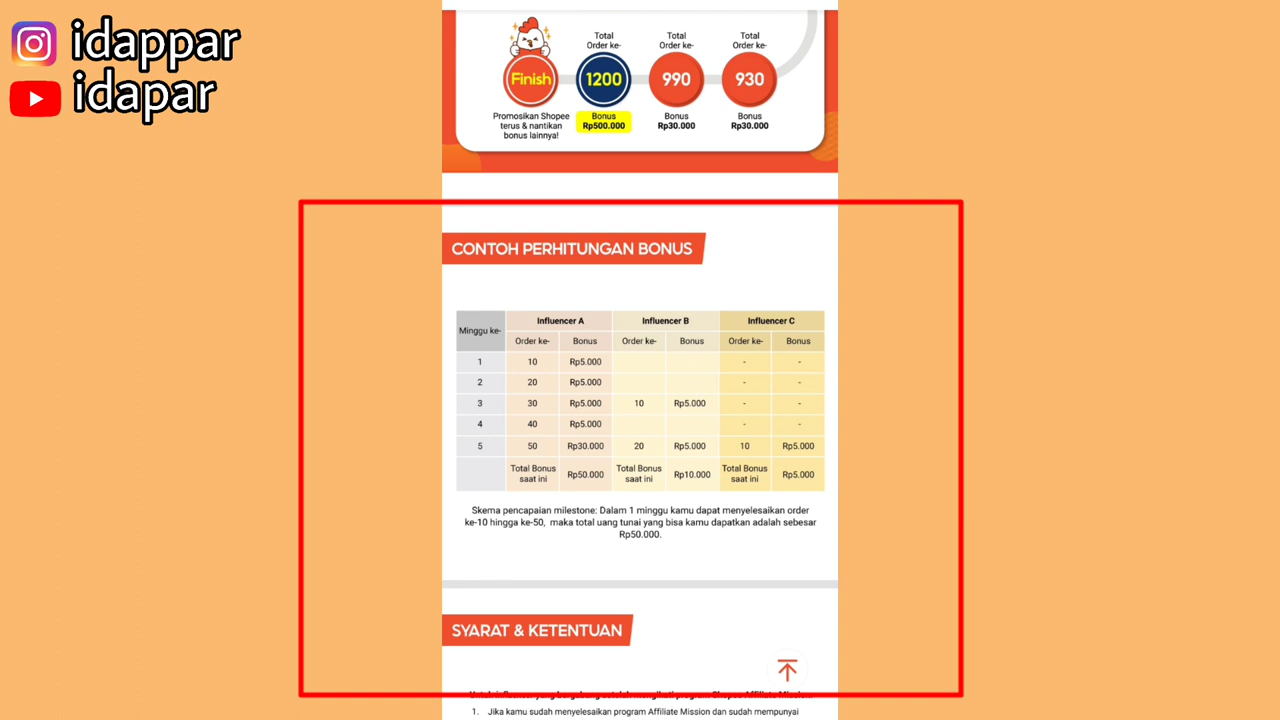 idappar
idapar
Total Order ke- Total Order ke- Total Order ke-
Finish 1200 990 930
Promosikan Shopee terus & nantikan bonus lainnya!
Bonus Rp500.000
Bonus Rp30.000
Bonus Rp30.000
CONTOH PERHITUNGAN BONUS
Minggu ke- Influencer A Influencer B Influencer C
Order ke- Bonus Order ke- Bonus Order ke- Bonus
1 10 Rp5.000 - -
2 20 Rp5.000 - -
3 30 Rp5.000 10 Rp5.000 - -
4 40 Rp5.000 - -
5 50 Rp30.000 20 Rp5.000 10 Rp5.000
Total Bonus saat ini Rp50.000 Total Bonus saat ini Rp10.000 Total Bonus saat ini Rp5.000
Skema pencapaian milestone: Dalam 1 minggu kamu dapat menyelesaikan order
ke-10 hingga ke-50, maka total uang tunai yang bisa kamu dapatkan adalah sebesar
Rp50.000.
SYARAT & KETENTUAN
1. Jika kamu sudah menyelesaikan program Affiliate Mission dan sudah mempunyai